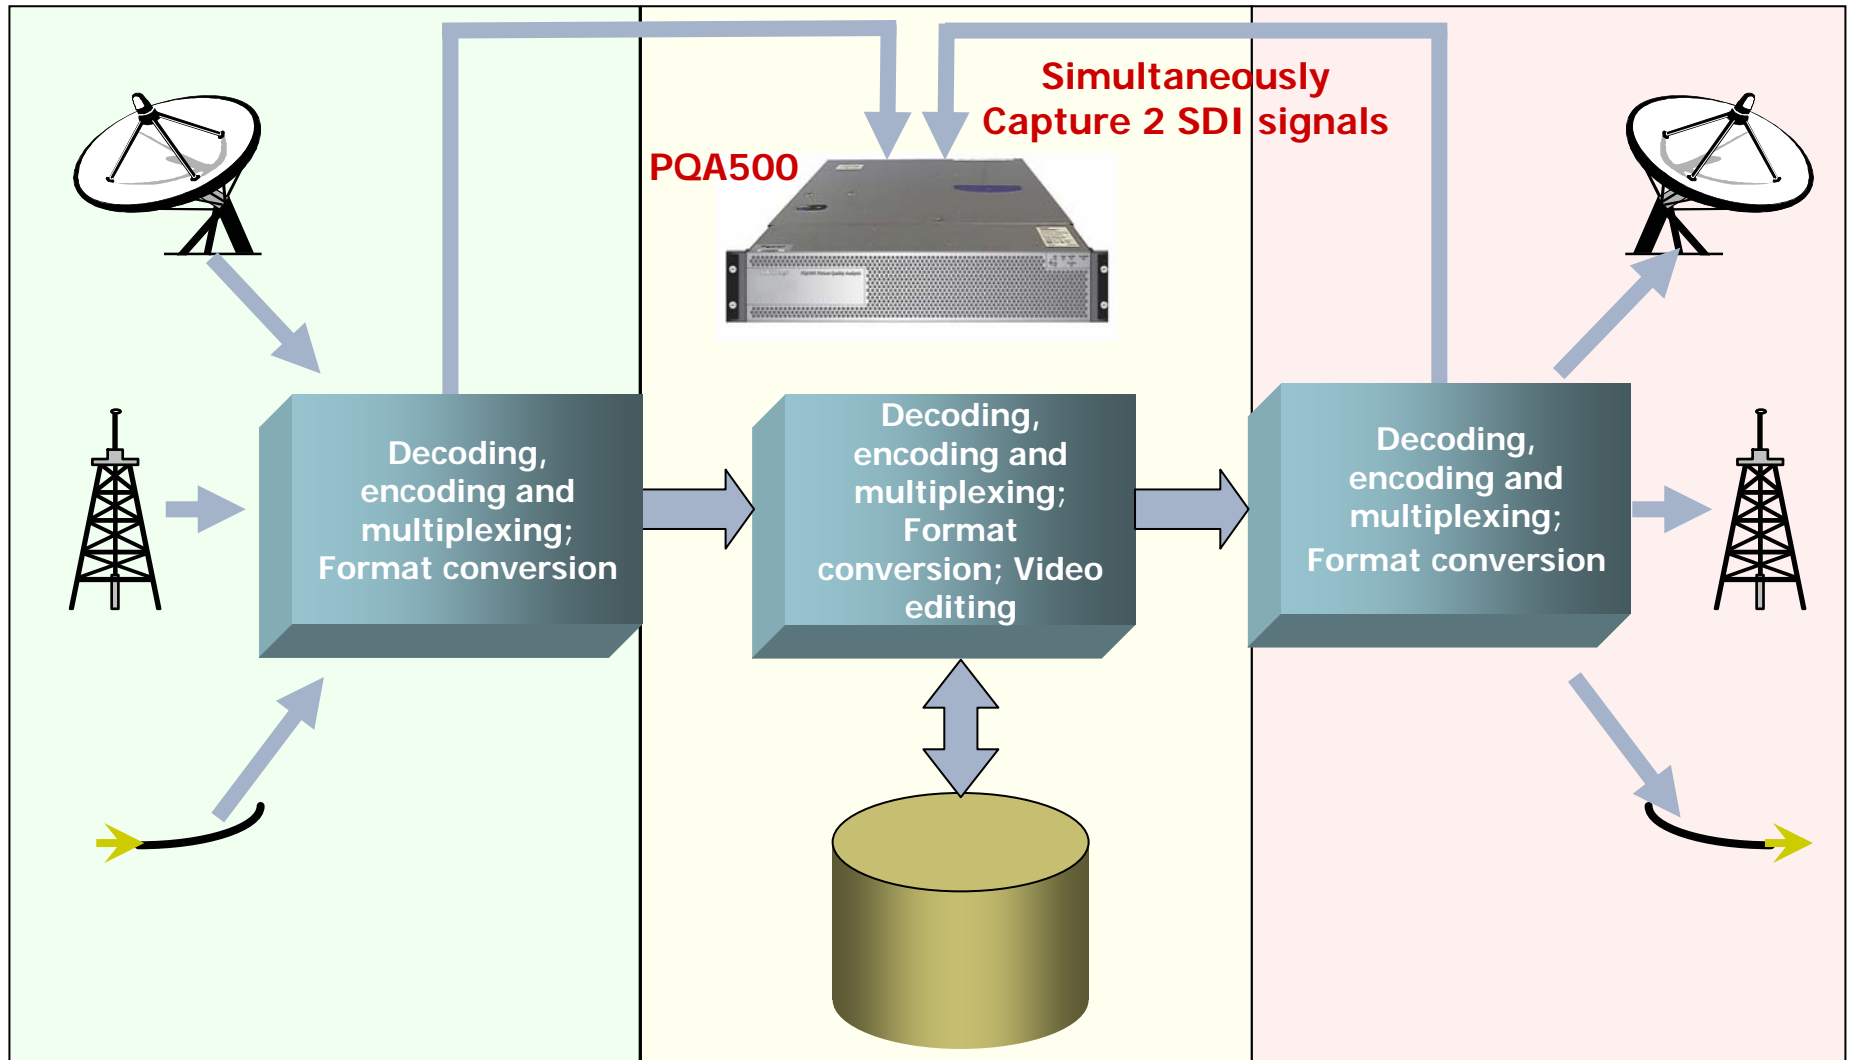 Simultaneously
Capture 2 SDI signals
PQA500
Decoding,
encoding and
multiplexing;
Format conversion
Decoding,
encoding and
multiplexing;
Format
conversion; Video
editing
Decoding,
encoding and
multiplexing;
Format conversion